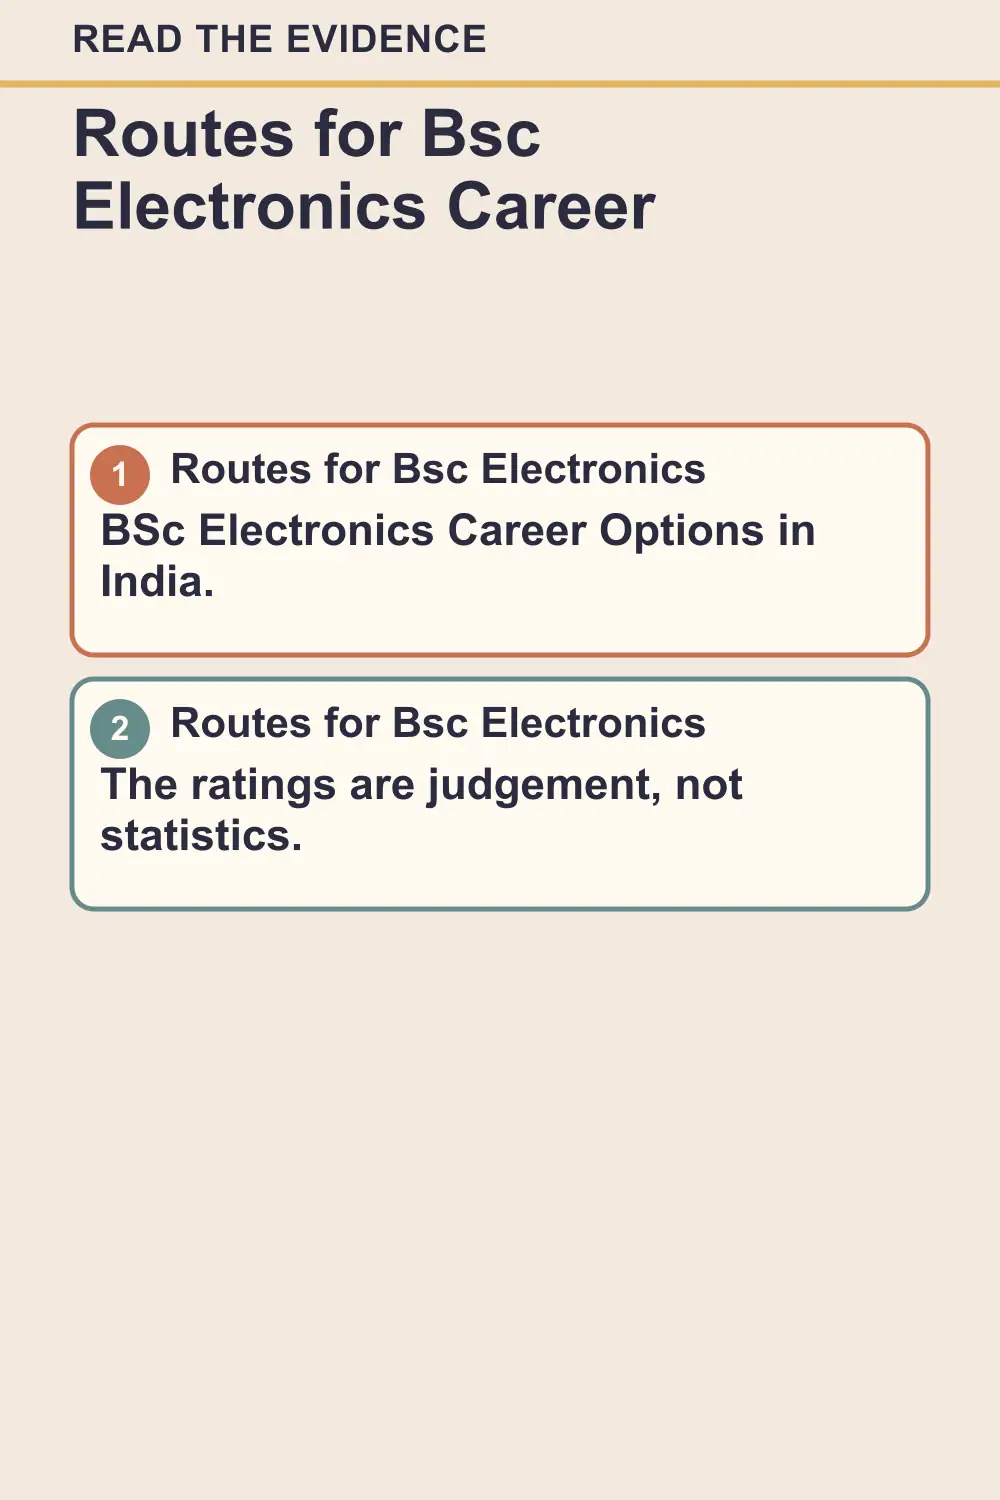 READ THE EVIDENCE
Routes for Bsc
Electronics Career
1 Routes for Bsc Electronics
BSc Electronics Career Options in
India.
2 Routes for Bsc Electronics
The ratings are judgement, not
statistics.